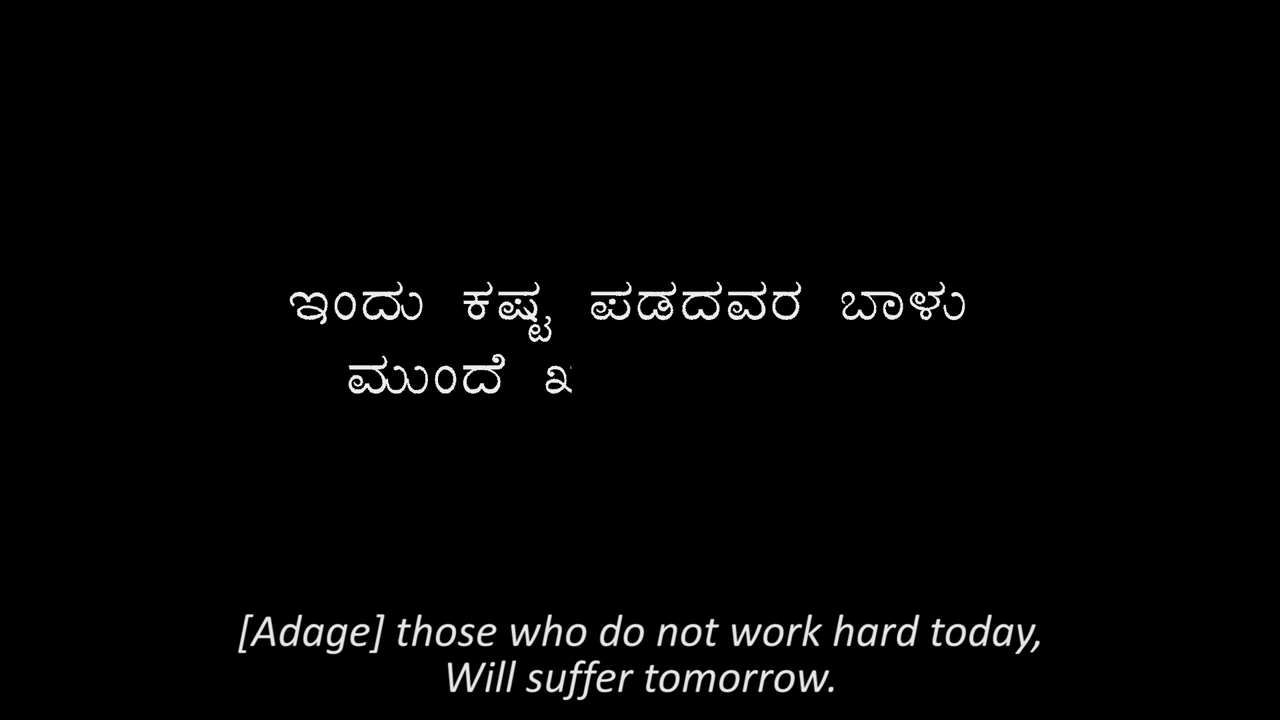 ಇಂದು ಕಷ್ಟ ಪಡದವರ ಬಾಳು
ಮುಂದೆ
[Adage] those who do not work hard today,
Will suffer tomorrow.